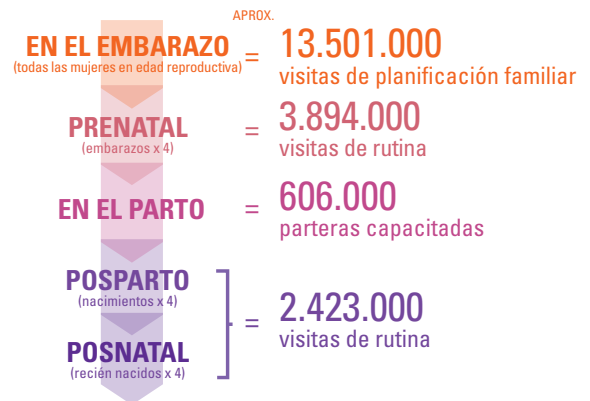 APROX.
EN EL EMBARAZO
(todas las mujeres en edad reproductiva)
=
13.501.000
visitas de planificación familiar
PRENATAL
(embarazos x 4)
=
3.894.000
visitas de rutina
EN EL PARTO
=
606.000
parteras capacitadas
POSPARTO
(nacimientos x 4)
POSNATAL
(recién nacidos x 4)
=
2.423.000
visitas de rutina